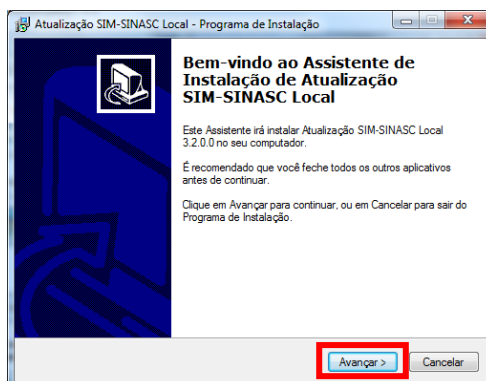 Atualização SIM-SINASC Local - Programa de Instalação
Bem-vindo ao Assistente de
Instalação de Atualização
SIM-SINASC Local
Este Assistente irá instalar Atualização SIM-SINASC Local
3.2.0.0 no seu computador.
É recomendado que você feche todos os outros aplicativos
antes de continuar.
Clique em Avançar para continuar, ou em Cancelar para sair do
Programa de Instalação.
Avançar >
Cancelar